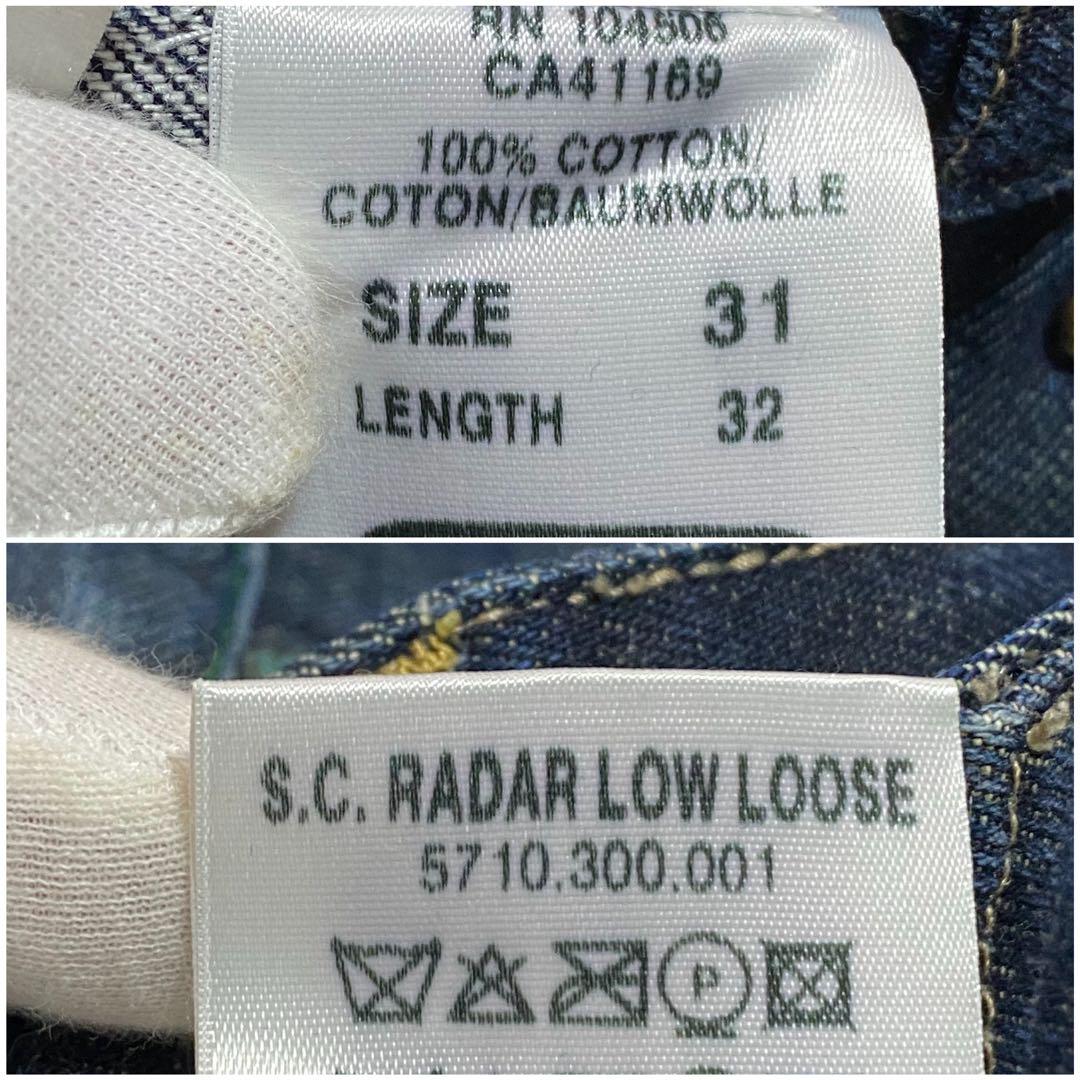 RN 104506
CA41169
100% COTTON/
COTON/BAUMWOLLE
SIZE 31
LENGTH 32
S.C. RADAR LOW LOOSE
5710.300.001
P